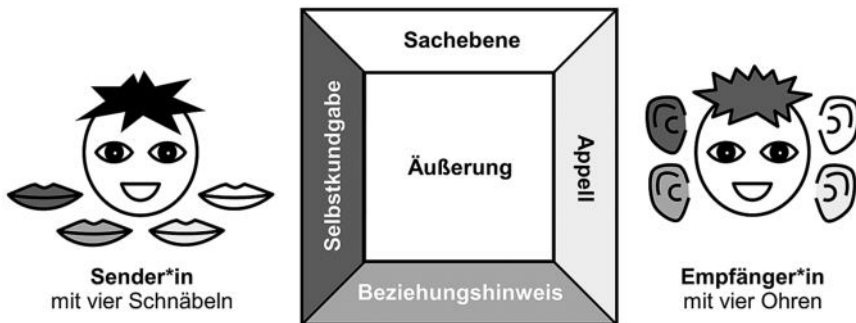 Sachebene
Selbstkundgabe
Äußerung
Appell
Beziehungshinweis
Sender*in
mit vier Schnäbeln
Empfänger*in
mit vier Ohren